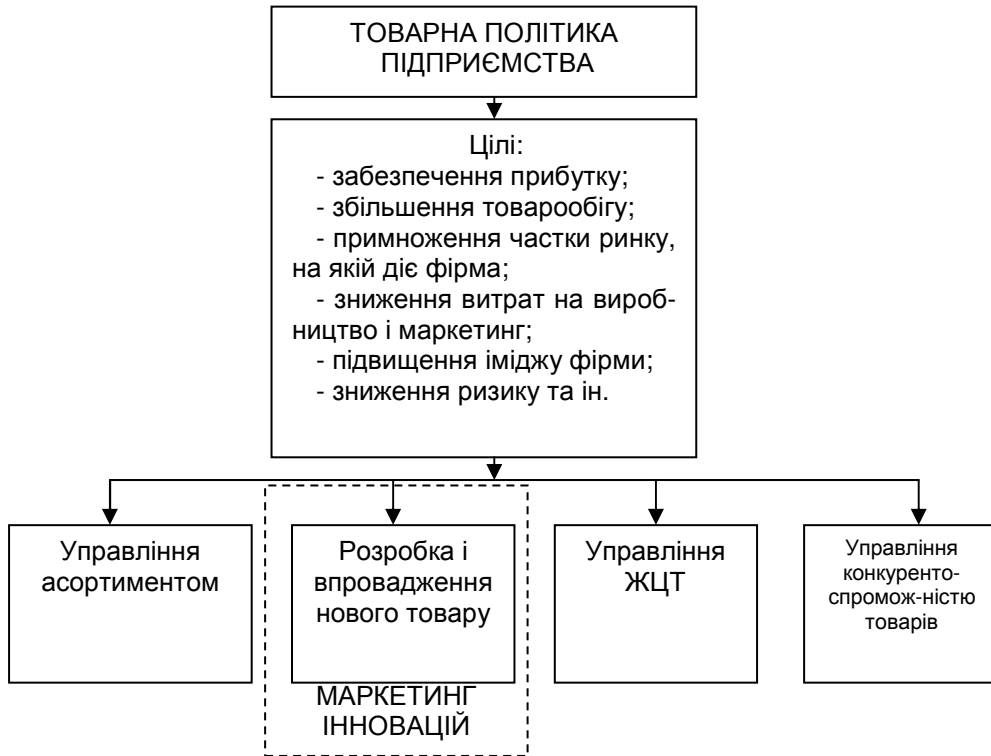 ТОВАРНА ПОЛІТИКА
ПІДПРИЄМСТВА
Цілі:
- забезпечення прибутку;
- збільшення товарообігу;
- примноження частки ринку,
на якій діє фірма;
- зниження витрат на вироб-
ництво і маркетинг;
- підвищення іміджу фірми;
- зниження ризику та ін.
Управління
асортиментом
Розробка і
впровадження
нового товару
Управління
ЖЦТ
Управління
конкуренто-
спромож-ністю
товарів
МАРКЕТИНГ
ІННОВАЦІЙ